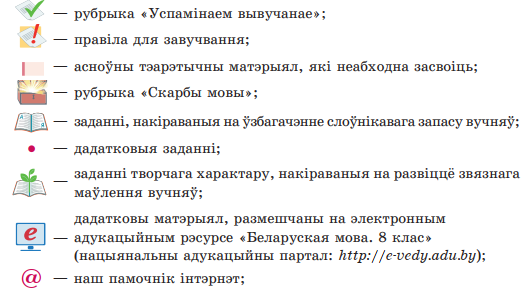 — рубрыка «Успамінаем вывучанае»;
— правіла для завучвання;
— асноўны тэарэтычны матэрыял, які неабходна засвоіць;
— рубрыка «Скарбы мовы»;
— заданні, накіраваныя на ўзбагачэнне слоўнікавага запасу вучняў;
— дадатковыя заданні;
— заданні творчага характару, накіраваныя на развіццё звязнага
маўлення вучняў;
дадатковы матэрыял, размешчаны на электронным
— адукацыйным рэсурсе «Беларуская мова. 8 клас»
(нацыянальны адукацыйны партал: http://e-vedy.adu.by);
@ — наш памочнік інтэрнэт;